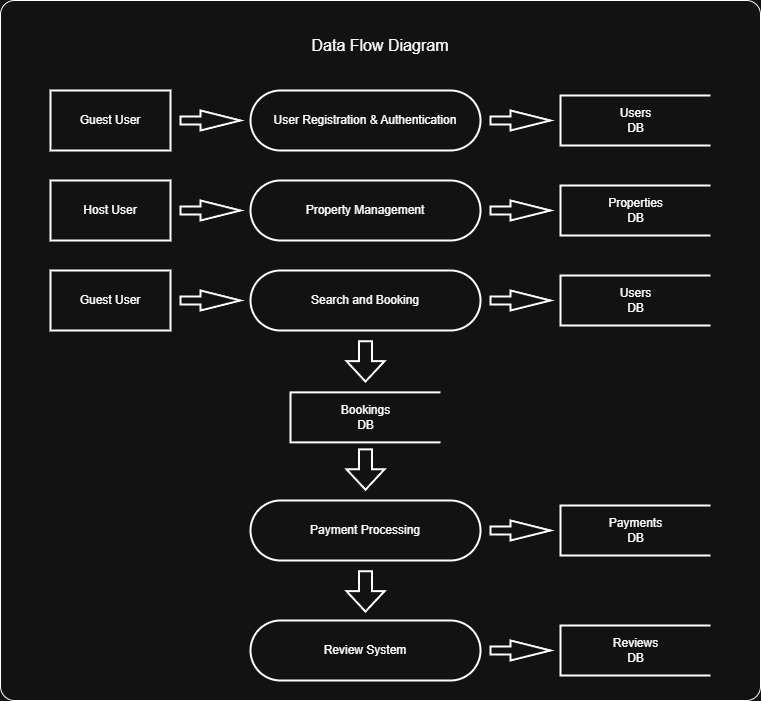 Data Flow Diagram
Guest User
User Registration & Authentication
Users
DB
Host User
Property Management
Properties
DB
Guest User
Search and Booking
Users
DB
Bookings
DB
Payment Processing
Payments
DB
Review System
Reviews
DB